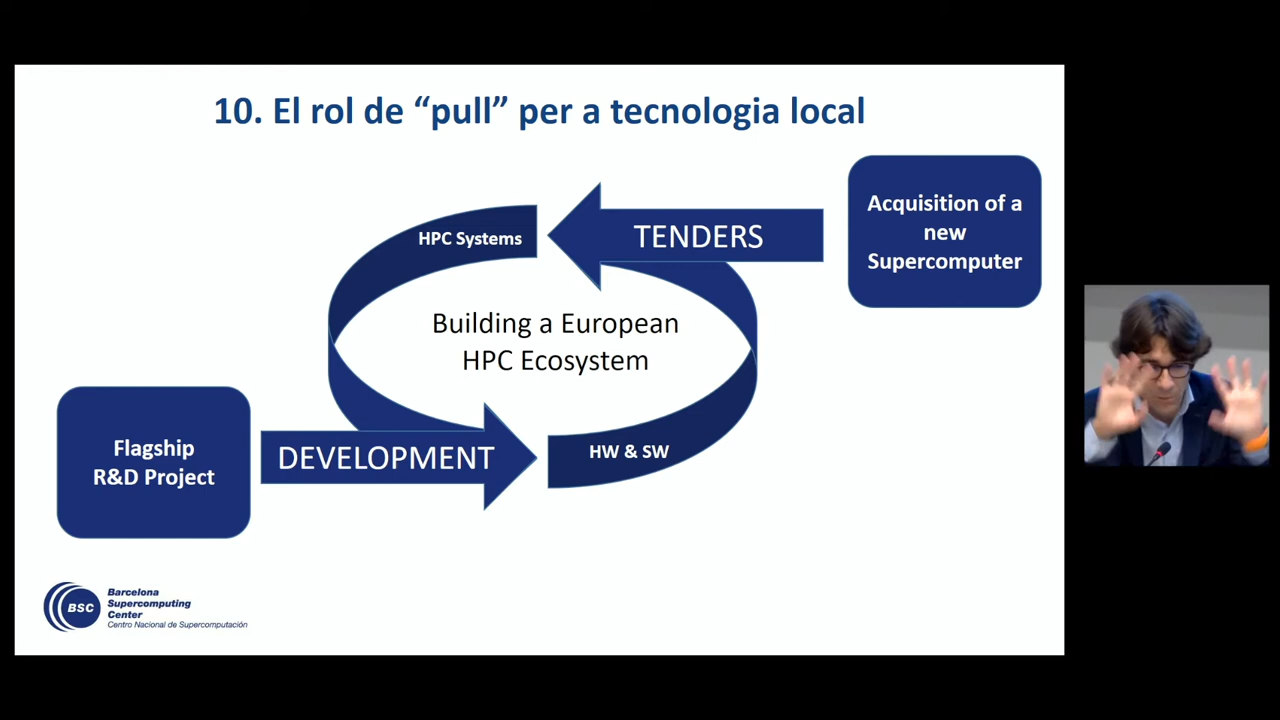 10. El rol de “pull” per a tecnologia local
Acquisition of a
new
Supercomputer
TENDERS
HPC Systems
Building a European
HPC Ecosystem
Flagship
R&D Project
DEVELOPMENT
HW & SW
BSC
Barcelona
Supercomputing
Center
Centro Nacional de Supercomputación